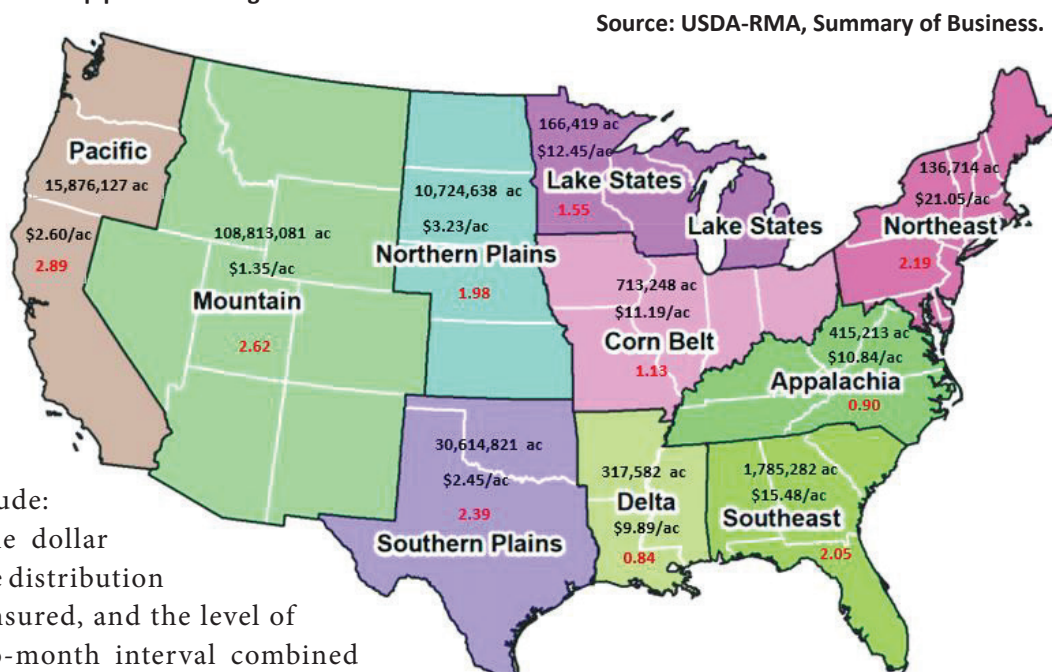 Source: USDA-RMA, Summary of Business.
Pacific
15,876,127 ac
$2.60/ac
2.89
108,813,081 ac
$1.35/ac
Mountain
2.62
10,724,638 ac
$3.23/ac
Northern Plains
1.98
166,419 ac
$12.45/ac
Lake States
1.55
Lake States
136,714 ac
$21.05/ac
Northeast
2.19
713,248 ac
$11.19/ac
Corn Belt
1.13
415,213 ac
$10.84/ac
Appalachia
0.90
30,614,821 ac
$2.45/ac
2.39
Southern Plains
317,582 ac
Delta
$9.89/ac
0.84
1,785,282 ac
$15.48/ac
Southeast
2.05
ude:
e dollar
distribution
nsured, and the level of
-month interval combined